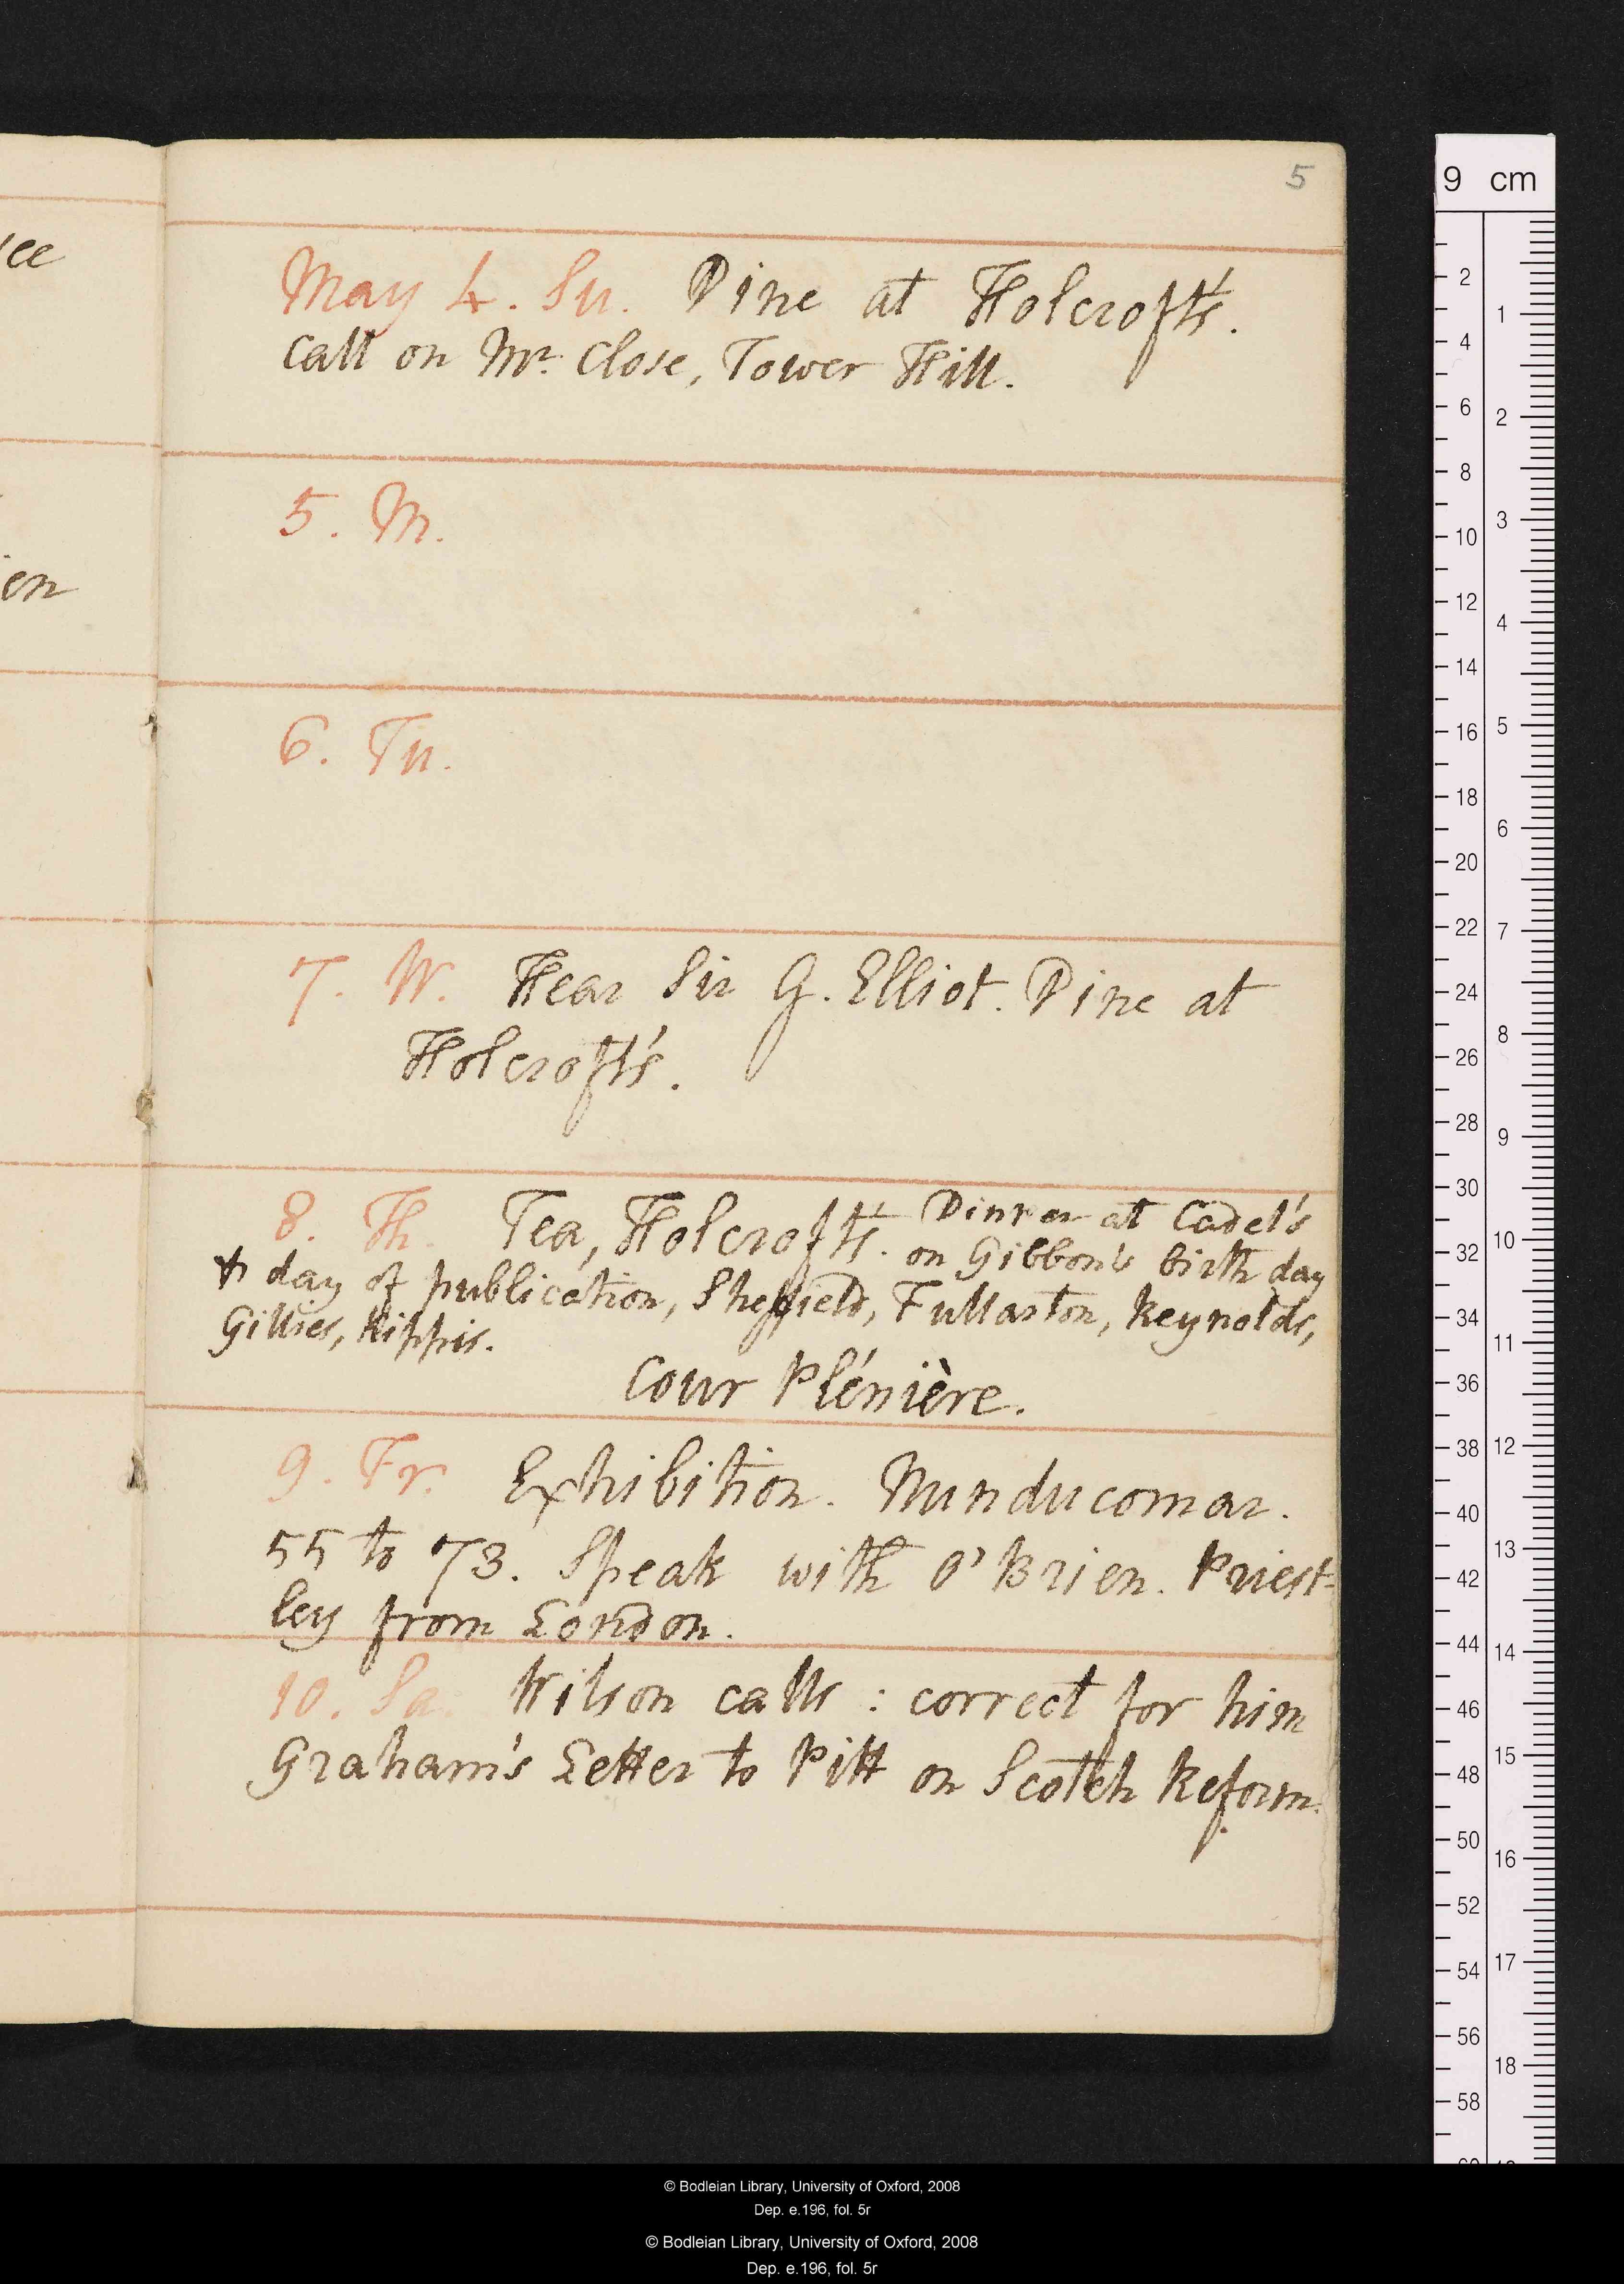 5
ee
en
May 4. Su. Dine at Holcroft's.
call on Mr. Close, Tower Hill.
5. M.
6. Tu.
7. W. Hear Sir G. Elliot. Dine at
Holcroft's.
8. Th. Tea, Holcroft's. Dinner at Cadel's
on Gibbon's birth day
& day of publication, Sheffield, Fullarton, Reynolds,
Gillies, Kippis.
Cour Plénière.
9. Fr. Exhibition. Nunducomar.
55 to 73. Speak with O'Brien. Priest=
ley from London.
10. Sa. Wilson calls : correct for him
Graham's Letter to Pitt on Scotch Reform.
9 cm
2
4
6
8
10
12
14
16
18
20
22
24
26
28
30
32
34
36
38
40
42
44
46
48
50
52
54
56
58
1
2
3
4
5
6
7
8
9
10
11
12
13
14
15
16
17
18
© Bodleian Library, University of Oxford, 2008
Dep. e.196, fol. 5r
© Bodleian Library, University of Oxford, 2008
Dep. e.196, fol. 5r